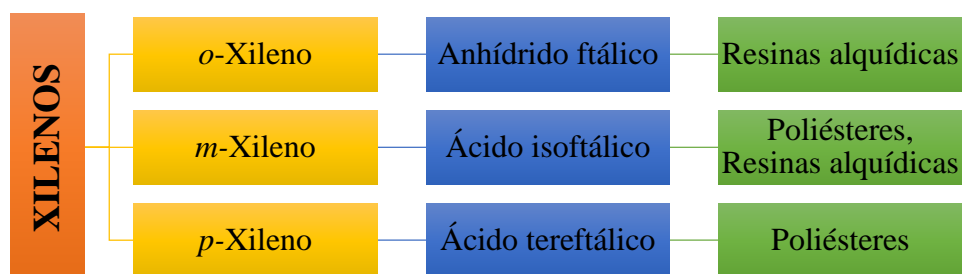 XILENOS
o-Xileno
Anhídrido ftálico
Resinas alquídicas
m-Xileno
Ácido isoftálico
Poliésteres,
Resinas alquídicas
p-Xileno
Ácido tereftálico
Poliésteres